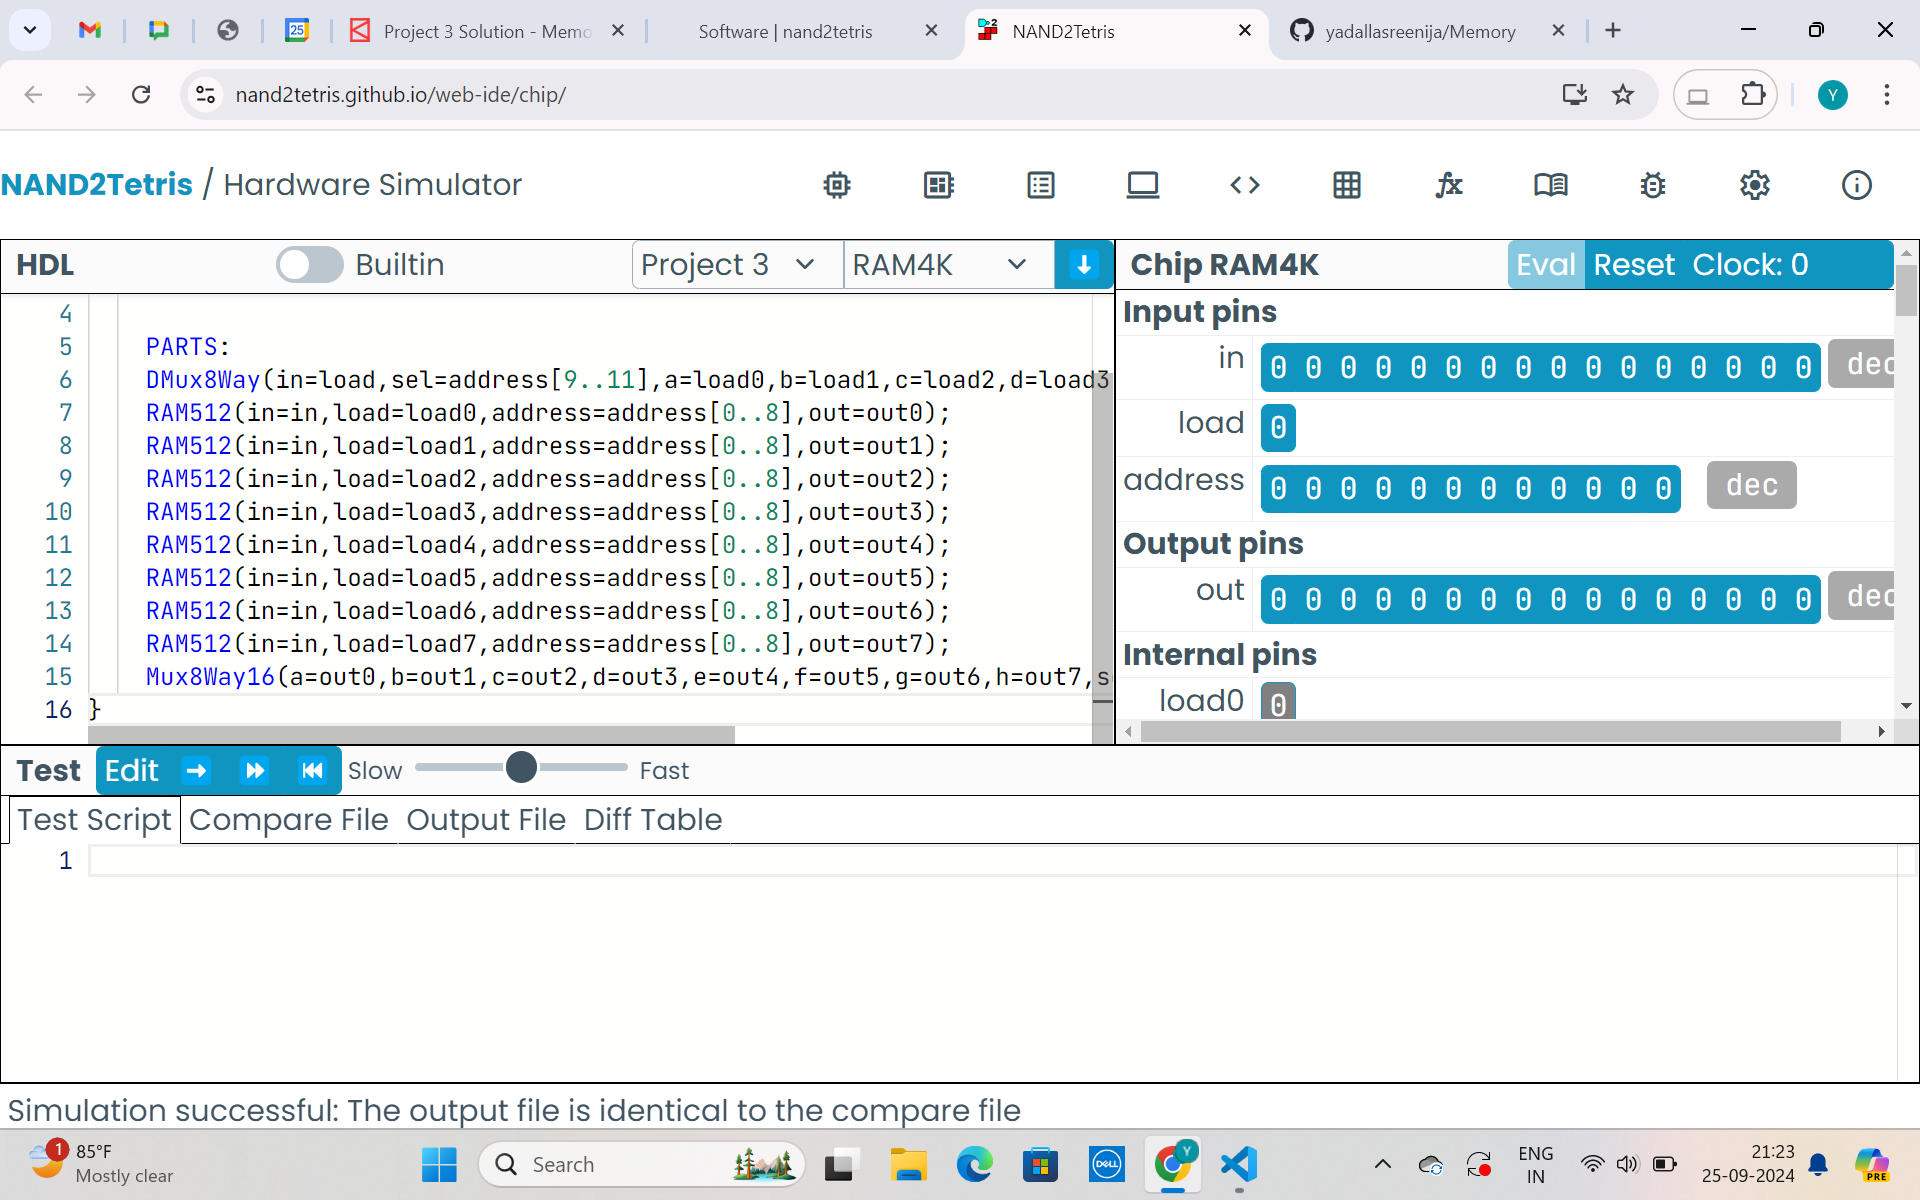 Project 3 Solution - Memo
Software | nand2tetris
NAND2Tetris
yadallasreenija/Memory
nand2tetris.github.io/web-ide/chip/
Y
NAND2Tetris / Hardware Simulator
HDL
Builtin
Project 3
RAM4K
Chip RAM4K
Eval
Reset
Clock: 0
4
5 PARTS:
6 DMux8Way(in=load,sel=address[9..11],a=load0,b=load1,c=load2,d=load3
7 RAM512(in=in,load=load0,address=address[0..8],out=out0);
8 RAM512(in=in,load=load1,address=address[0..8],out=out1);
9 RAM512(in=in,load=load2,address=address[0..8],out=out2);
10 RAM512(in=in,load=load3,address=address[0..8],out=out3);
11 RAM512(in=in,load=load4,address=address[0..8],out=out4);
12 RAM512(in=in,load=load5,address=address[0..8],out=out5);
13 RAM512(in=in,load=load6,address=address[0..8],out=out6);
14 RAM512(in=in,load=load7,address=address[0..8],out=out7);
15 Mux8Way16(a=out0,b=out1,c=out2,d=out3,e=out4,f=out5,g=out6,h=out7,s
16 }
Input pins
in 0 0 0 0 0 0 0 0 0 0 0 0 0 0 0 0 dec
load 0
address 0 0 0 0 0 0 0 0 0 0 0 0 dec
Output pins
out 0 0 0 0 0 0 0 0 0 0 0 0 0 0 0 0 dec
Internal pins
load0 0
Test Edit Slow Fast
Test Script Compare File Output File Diff Table
1
Simulation successful: The output file is identical to the compare file
1
85°F
Mostly clear
Search
DELL
Y
ENG
IN
21:23
25-09-2024
PRE
25